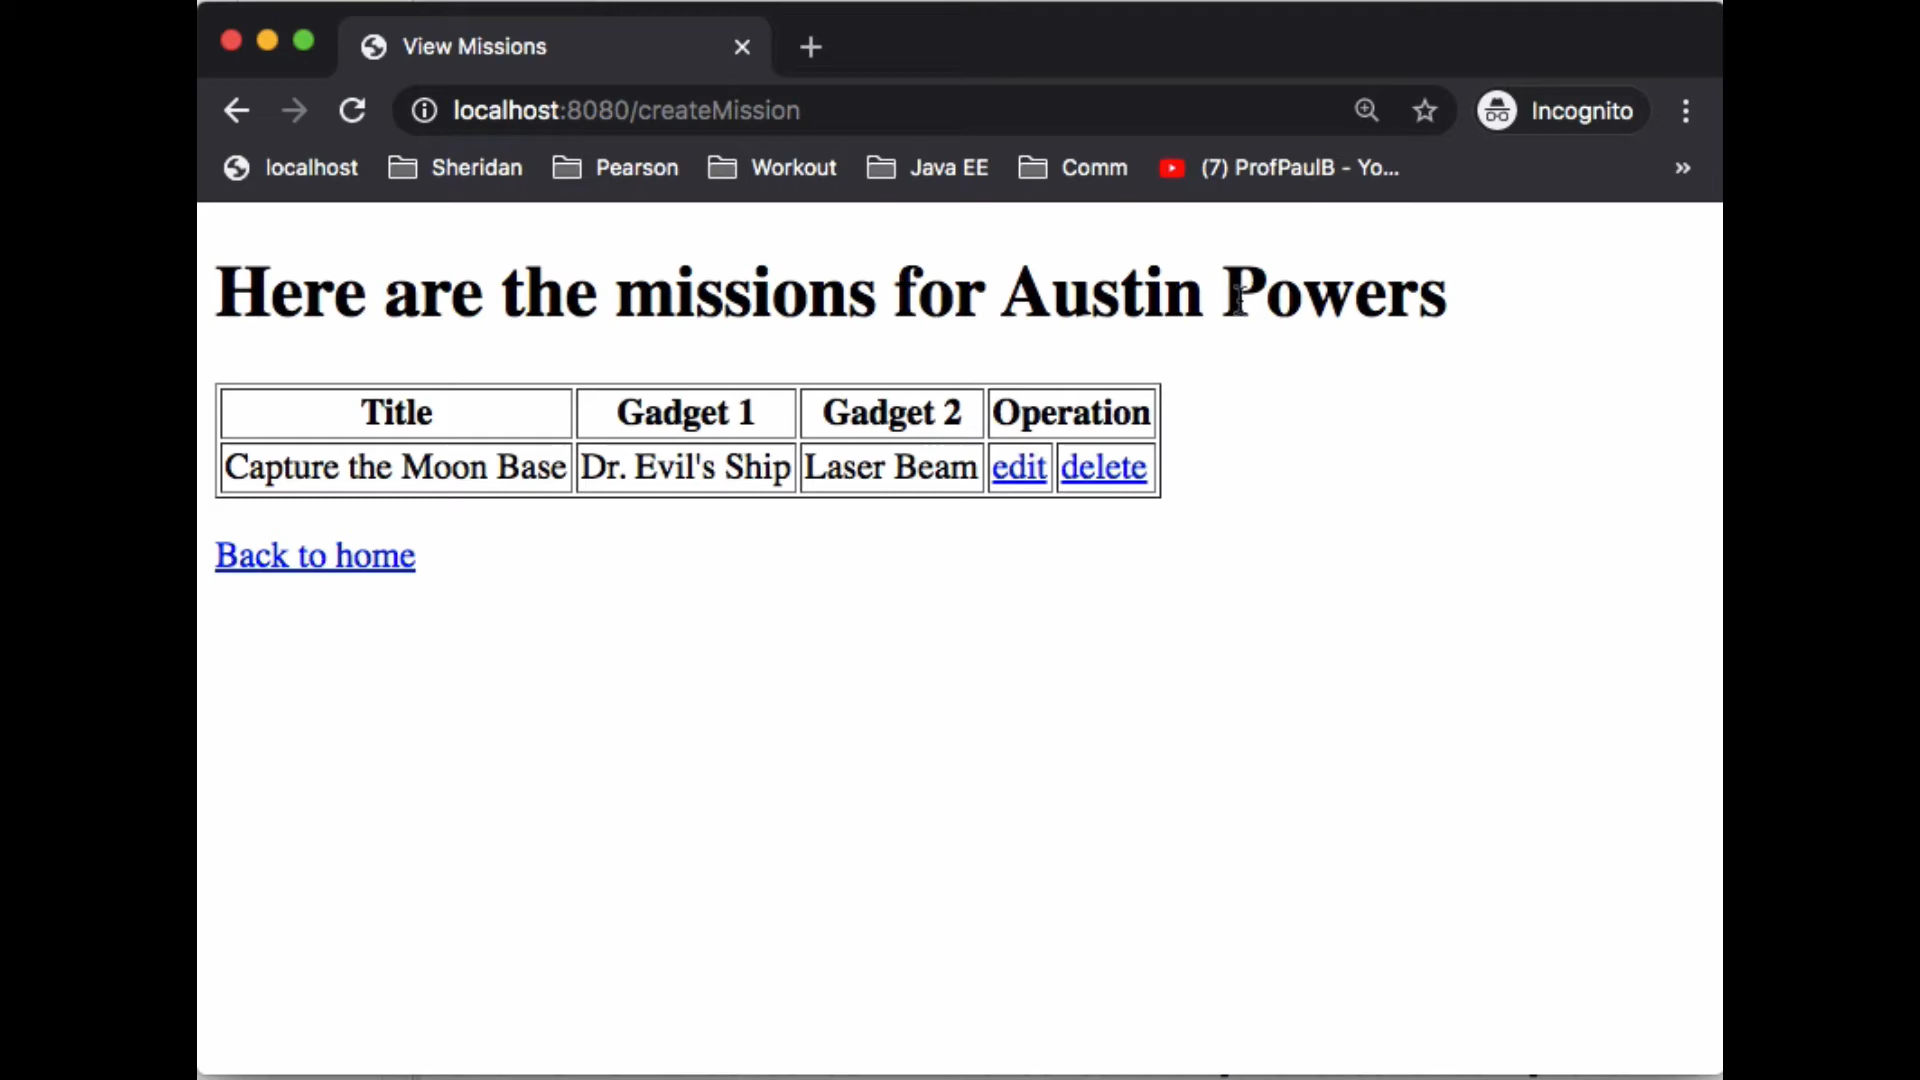 View Missions
localhost:8080/createMission
Incognito
localhost Sheridan Pearson Workout Java EE Comm (7) ProfPaulB - Yo... »
Here are the missions for Austin Powers
Title Gadget 1 Gadget 2 Operation
Capture the Moon Base Dr. Evil's Ship Laser Beam edit delete
Back to home